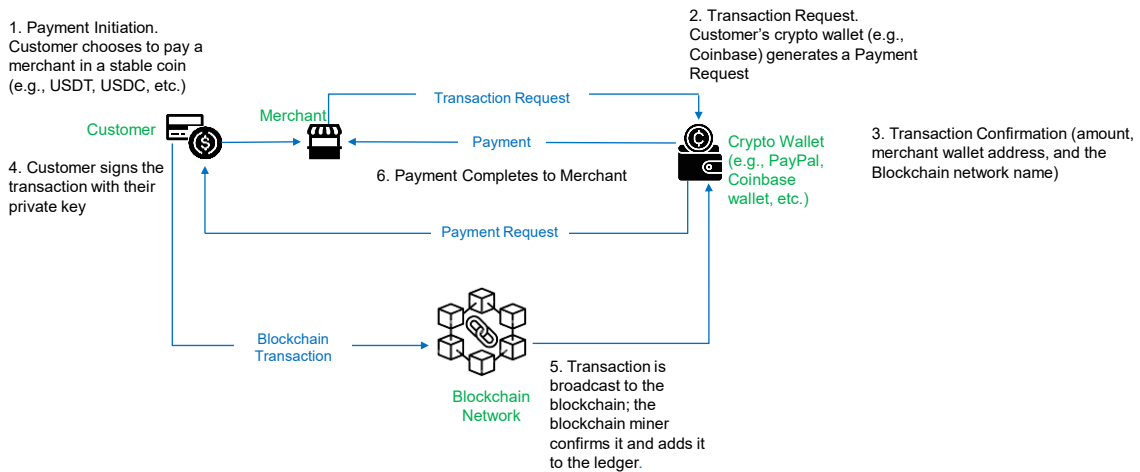 1. Payment Initiation.
Customer chooses to pay a
merchant in a stable coin
(e.g., USDT, USDC, etc.)
2. Transaction Request.
Customer’s crypto wallet (e.g.,
Coinbase) generates a Payment
Request
Transaction Request
Merchant
Customer
Payment
Crypto Wallet
(e.g., PayPal,
Coinbase
wallet, etc.)
3. Transaction Confirmation (amount,
merchant wallet address, and the
Blockchain network name)
4. Customer signs the
transaction with their
private key
6. Payment Completes to Merchant
Payment Request
Blockchain
Transaction
Blockchain
Network
5. Transaction is
broadcast to the
blockchain; the
blockchain miner
confirms it and adds it
to the ledger.